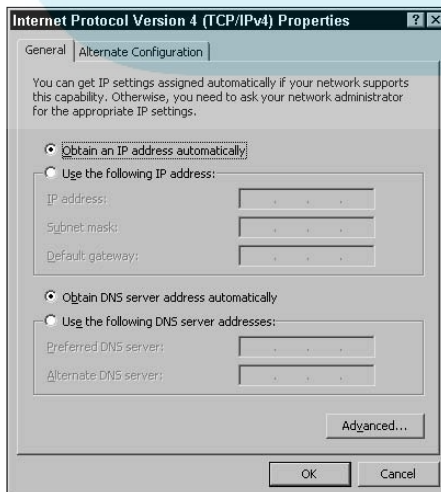 Internet Protocol Version 4 (TCP/IPv4) Properties
General
Alternate Configuration
You can get IP settings assigned automatically if your network supports
this capability. Otherwise, you need to ask your network administrator
for the appropriate IP settings.
Obtain an IP address automatically
Use the following IP address:
IP address:
Subnet mask:
Default gateway:
Obtain DNS server address automatically
Use the following DNS server addresses:
Preferred DNS server:
Alternate DNS server:
Advanced...
OK
Cancel